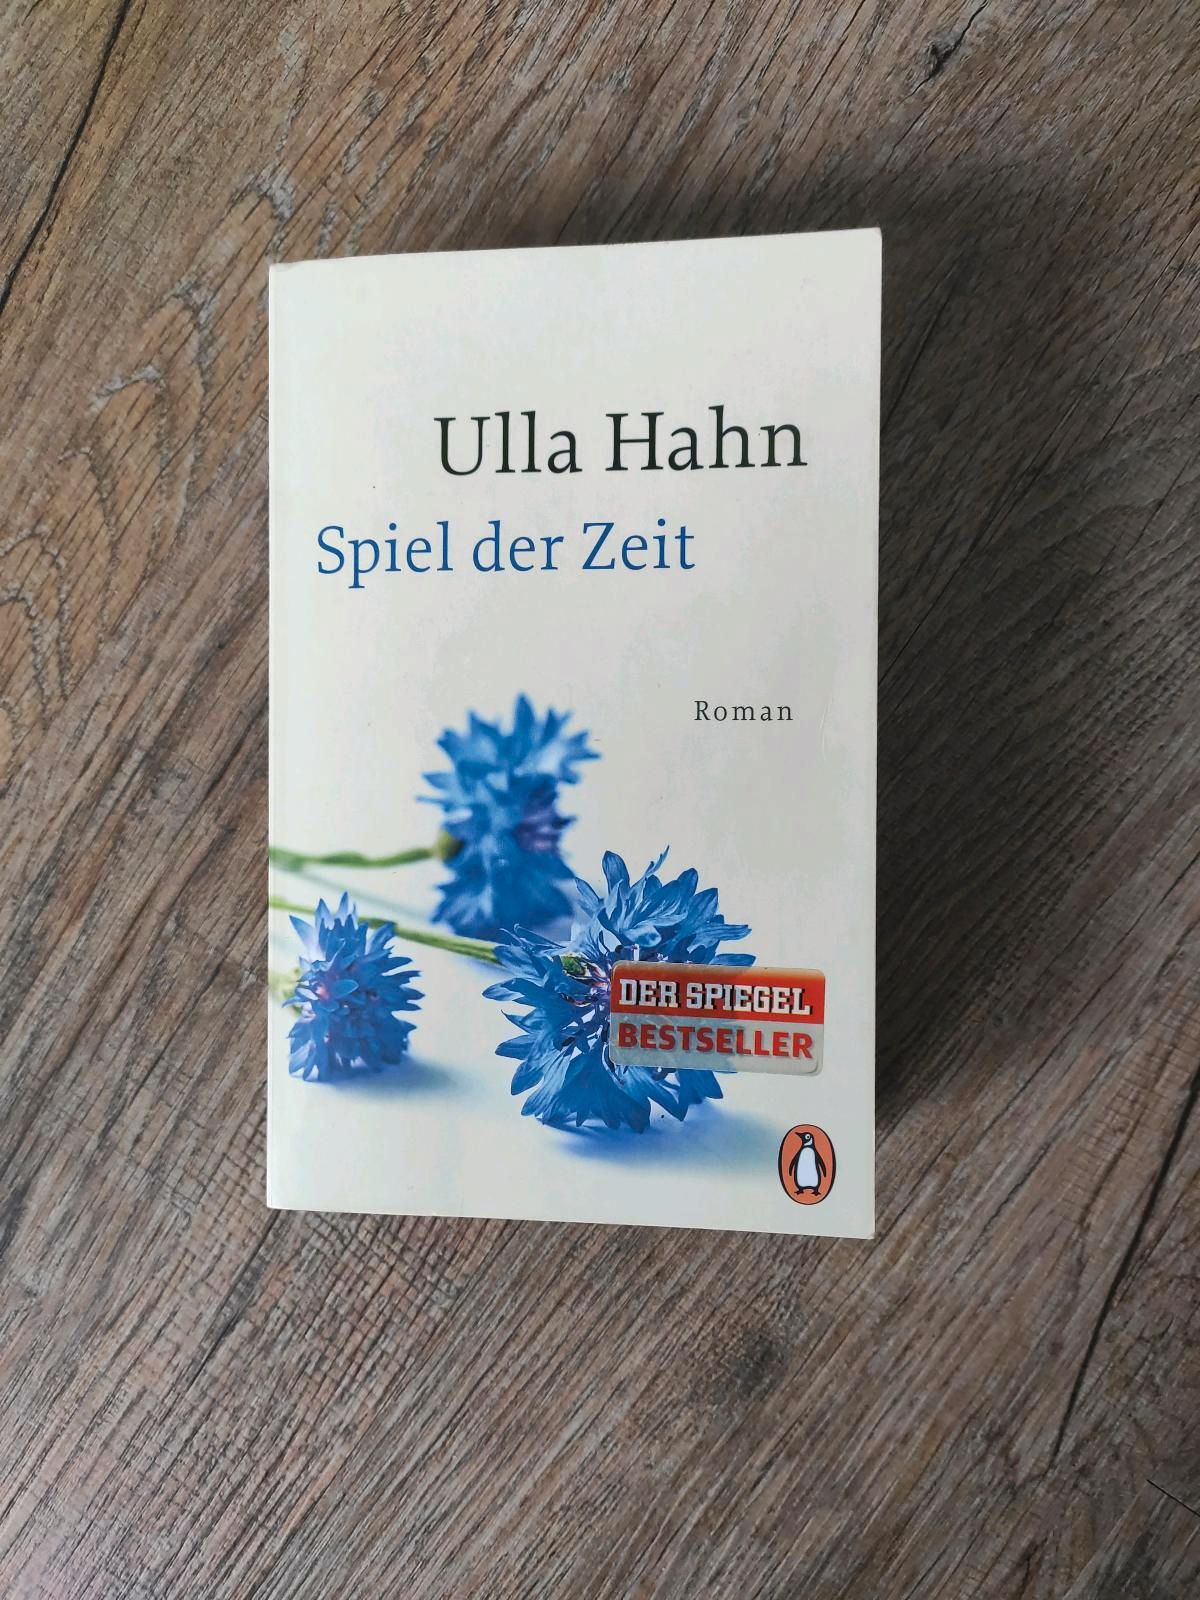 Ulla Hahn
Spiel der Zeit
Roman
DER SPIEGEL
BESTSELLER